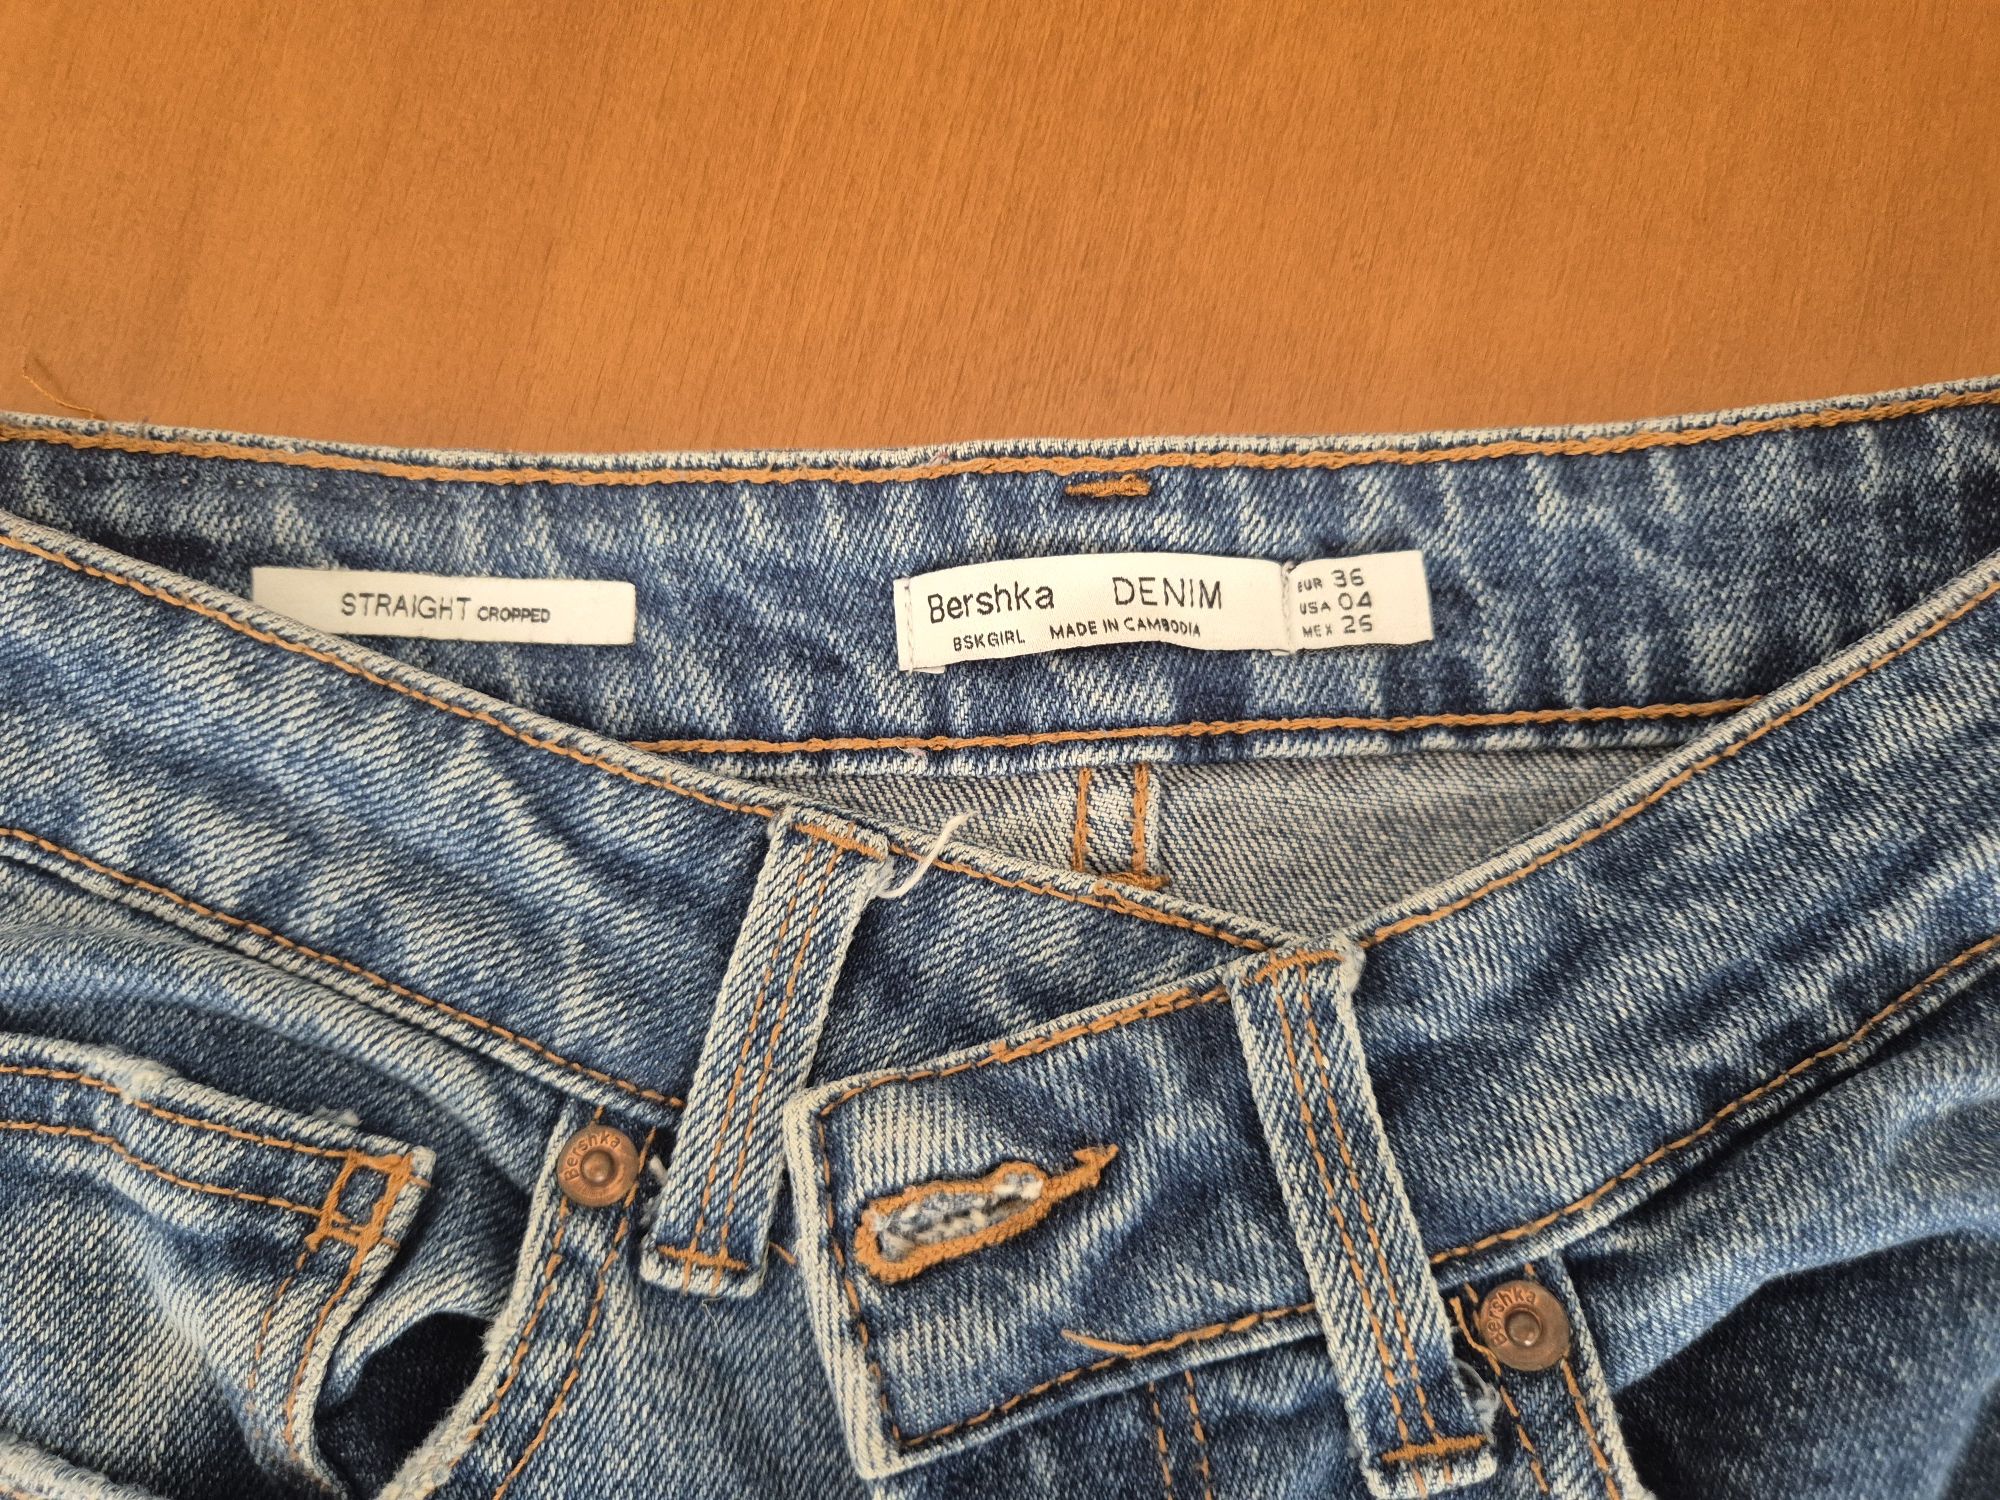 STRAIGHT CROPPED
Bershka DENIM
BSKGIRL MADE IN CAMBODIA
EUR 36
USA 04
MEX 26
Bershka
Bershka